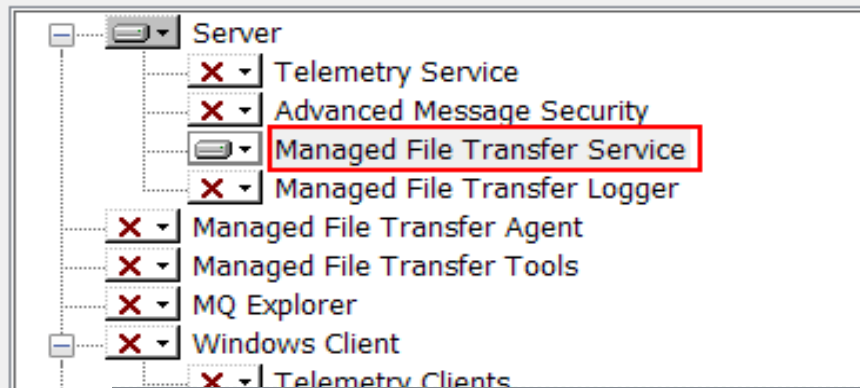 Server
Telemetry Service
Advanced Message Security
Managed File Transfer Service
Managed File Transfer Logger
Managed File Transfer Agent
Managed File Transfer Tools
MQ Explorer
Windows Client
Telemetry Clients